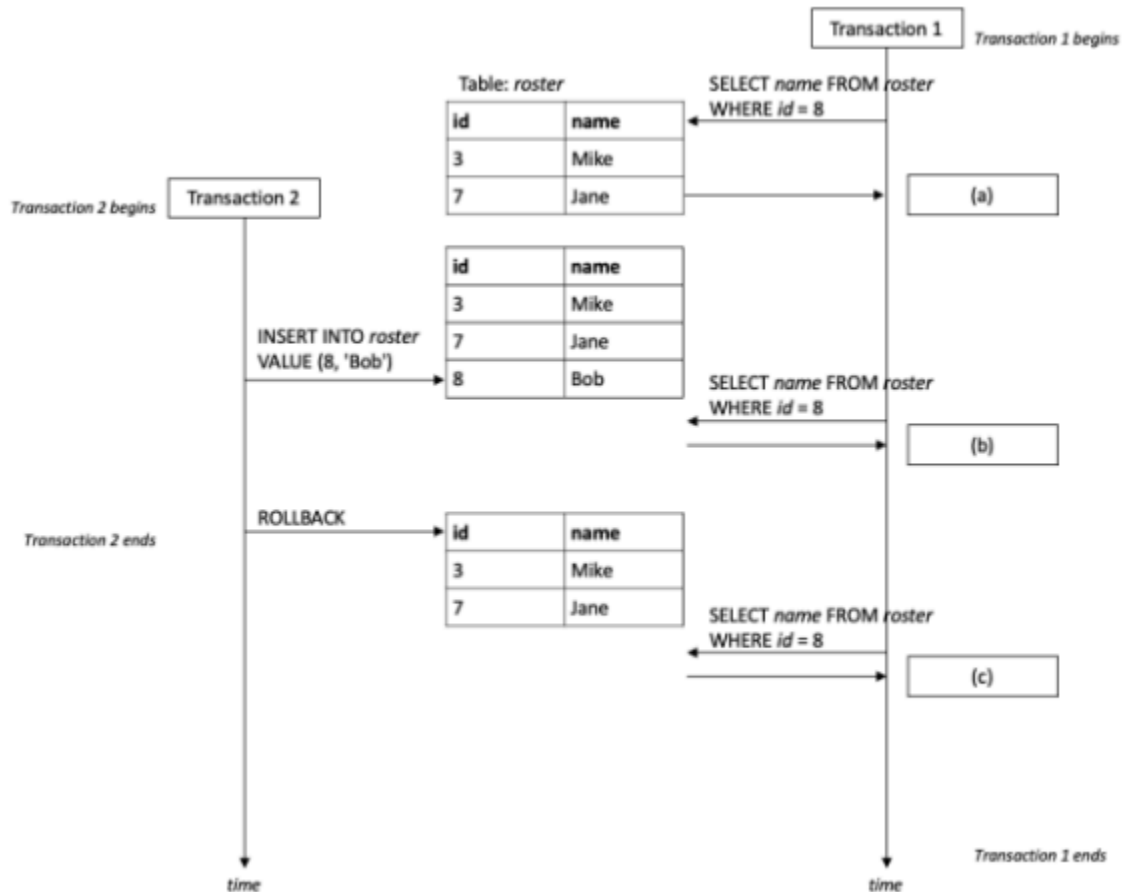 Transaction 1
Transaction 1 begins
Table: roster
SELECT name FROM roster
WHERE id = 8
id name
3 Mike
7 Jane
(a)
Transaction 2
Transaction 2 begins
id name
3 Mike
7 Jane
8 Bob
INSERT INTO roster
VALUE (8, 'Bob')
SELECT name FROM roster
WHERE id = 8
(b)
ROLLBACK
Transaction 2 ends
id name
3 Mike
7 Jane
SELECT name FROM roster
WHERE id = 8
(c)
Transaction 1 ends
time
time